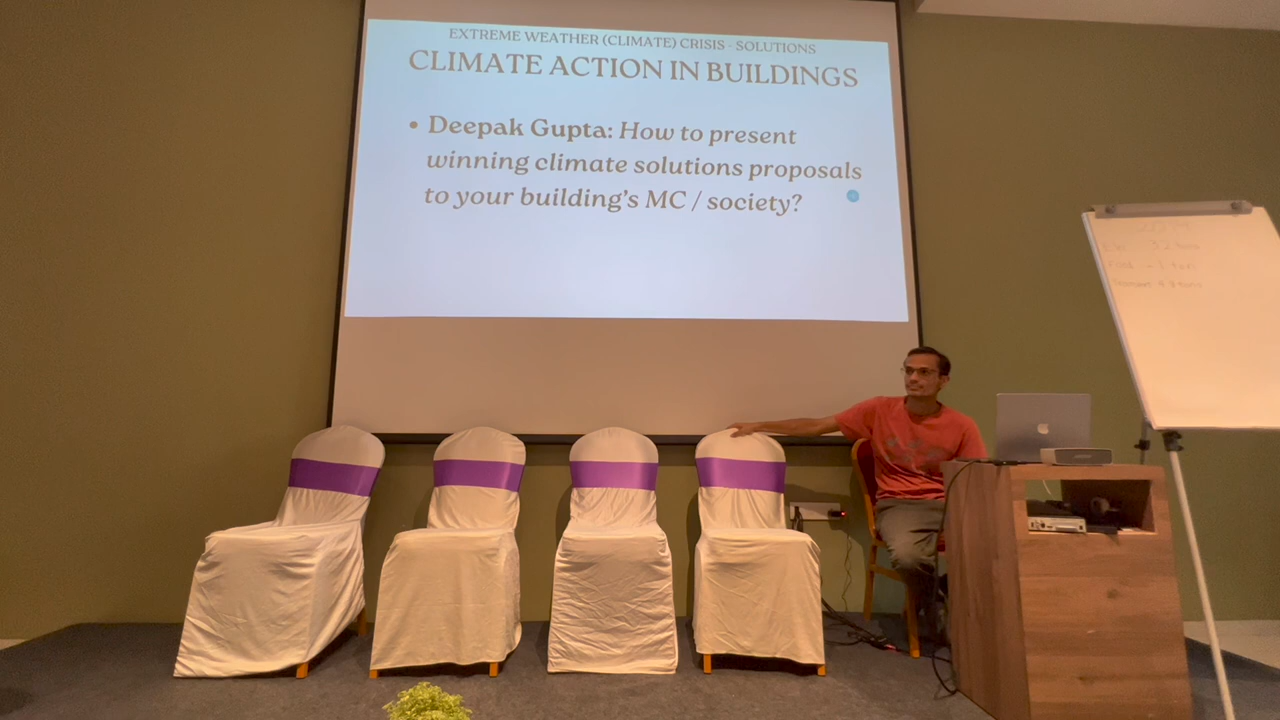 EXTREME WEATHER (CLIMATE) CRISIS - SOLUTIONS
CLIMATE ACTION IN BUILDINGS
• Deepak Gupta: How to present
winning climate solutions proposals
to your building's MC / society?